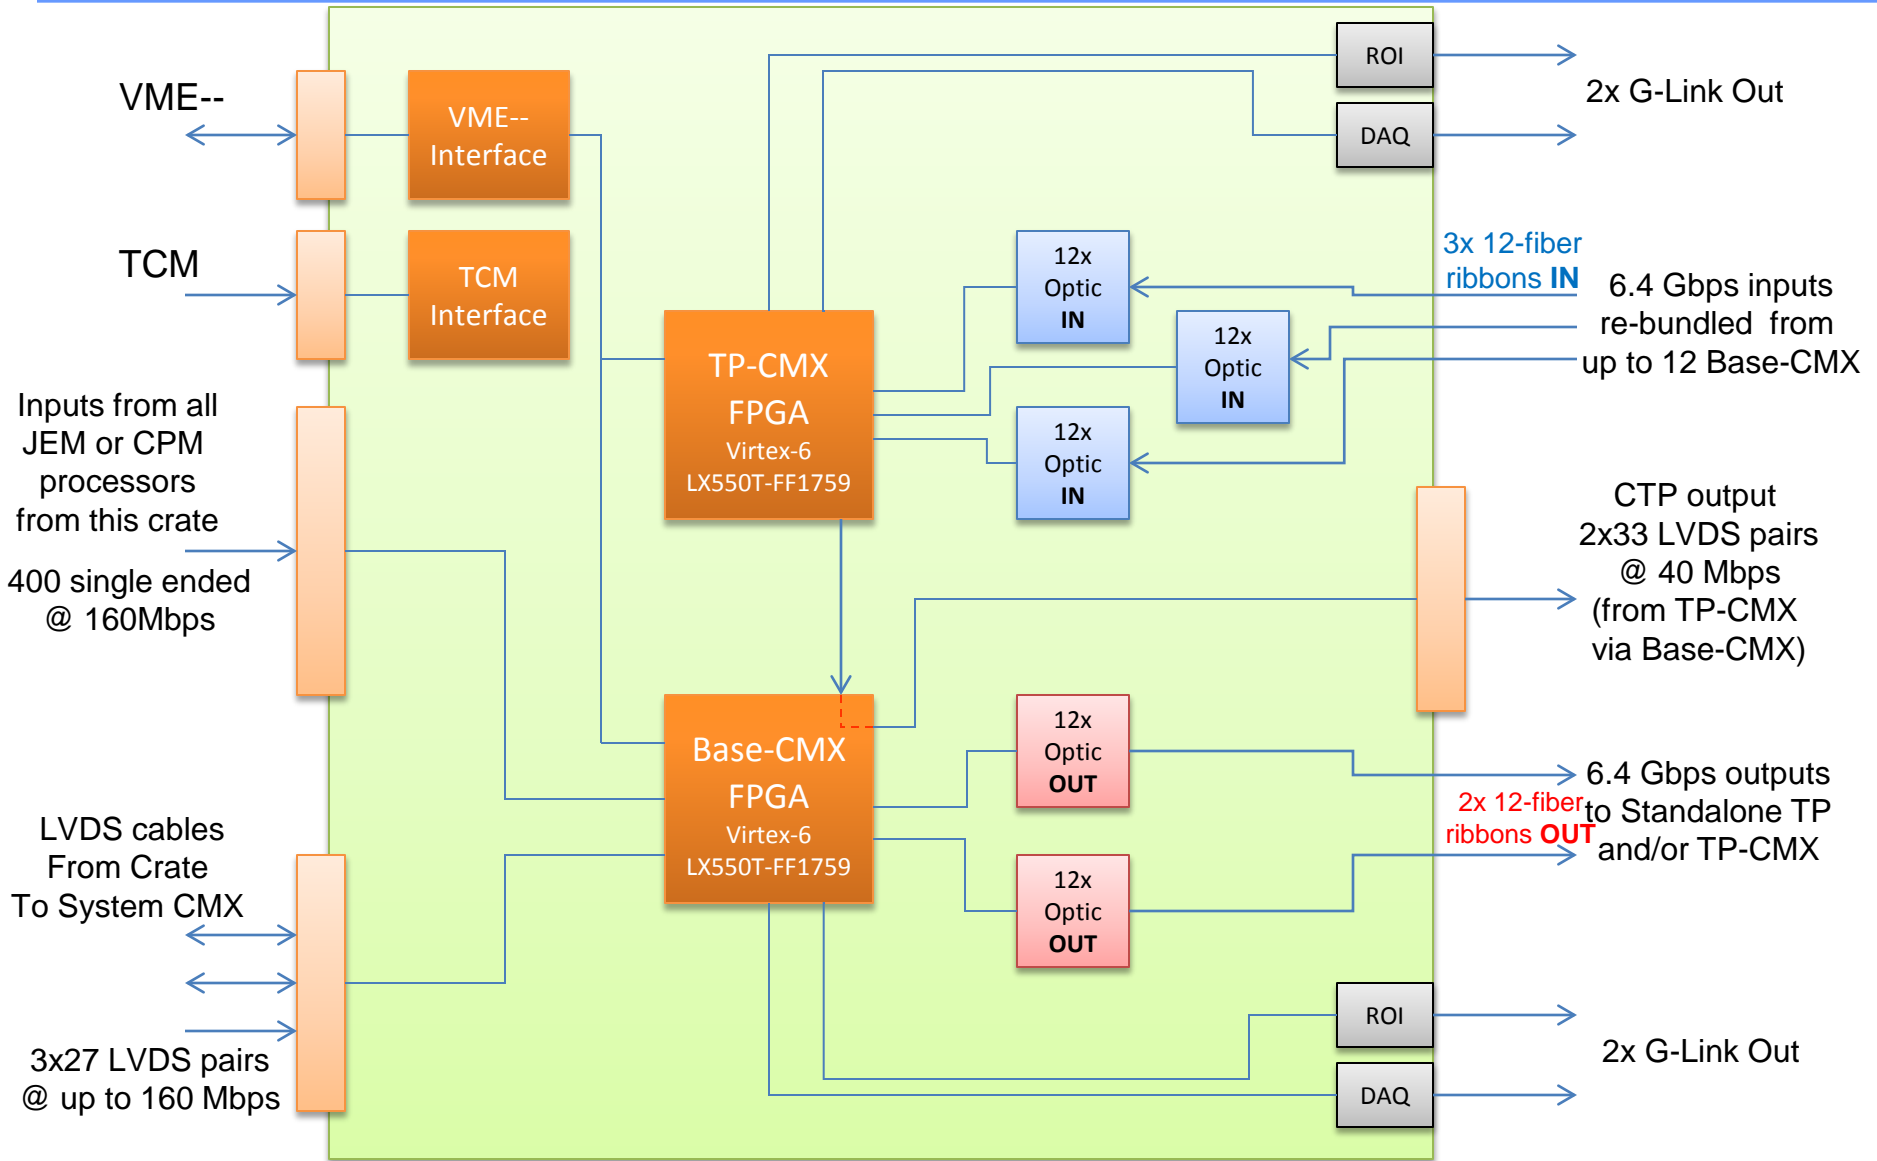 VME--
VME--
Interface
TCM
TCM
Interface
Inputs from all
JEM or CPM
processors
from this crate
400 single ended
@ 160Mbps
LVDS cables
From Crate
To System CMX
3x27 LVDS pairs
@ up to 160 Mbps
TP-CMX
FPGA
Virtex-6
LX550T-FF1759
Base-CMX
FPGA
Virtex-6
LX550T-FF1759
12x
Optic
IN
12x
Optic
IN
12x
Optic
IN
12x
Optic
OUT
12x
Optic
OUT
ROI
DAQ
2x G-Link Out
3x 12-fiber
ribbons IN
6.4 Gbps inputs
re-bundled from
up to 12 Base-CMX
CTP output
2x33 LVDS pairs
@ 40 Mbps
(from TP-CMX
via Base-CMX)
2x 12-fiber
ribbons OUT
6.4 Gbps outputs
to Standalone TP
and/or TP-CMX
ROI
DAQ
2x G-Link Out